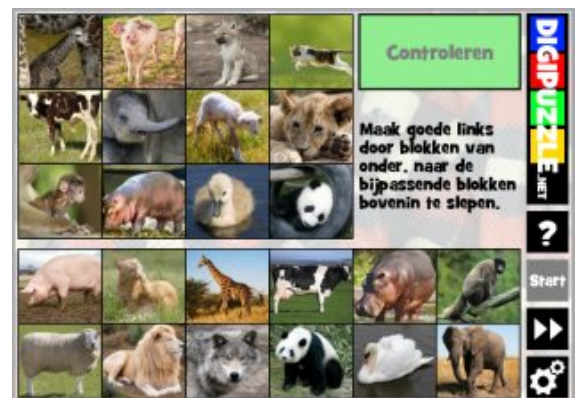 Controleren
Maak goede links
door blokken van
onder, naar de
bijpassende blokken
bovenin te slepen.
DIGIPUZZLE.NET
?
Start